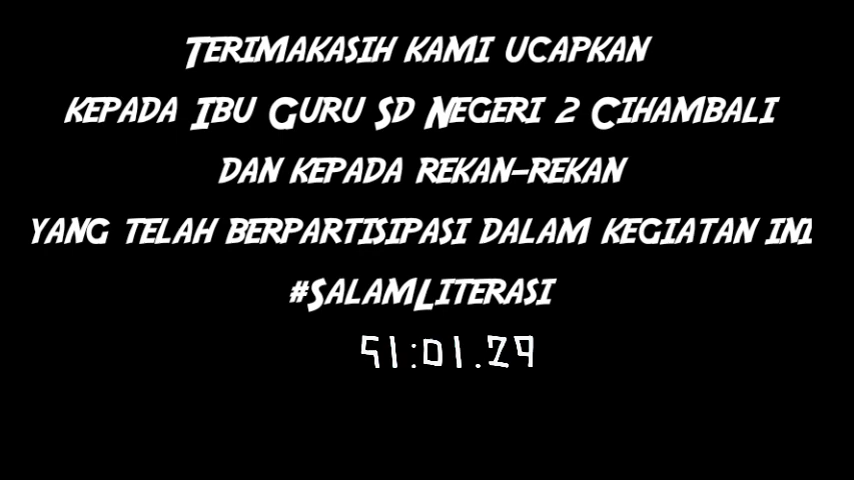 Terimakasih kami ucapkan
kepada Ibu Guru Sd Negeri 2 Cihambali
dan kepada rekan-rekan
yang telah berpartisipasi dalam kegiatan ini
#SalamLiterasi
51:01.29